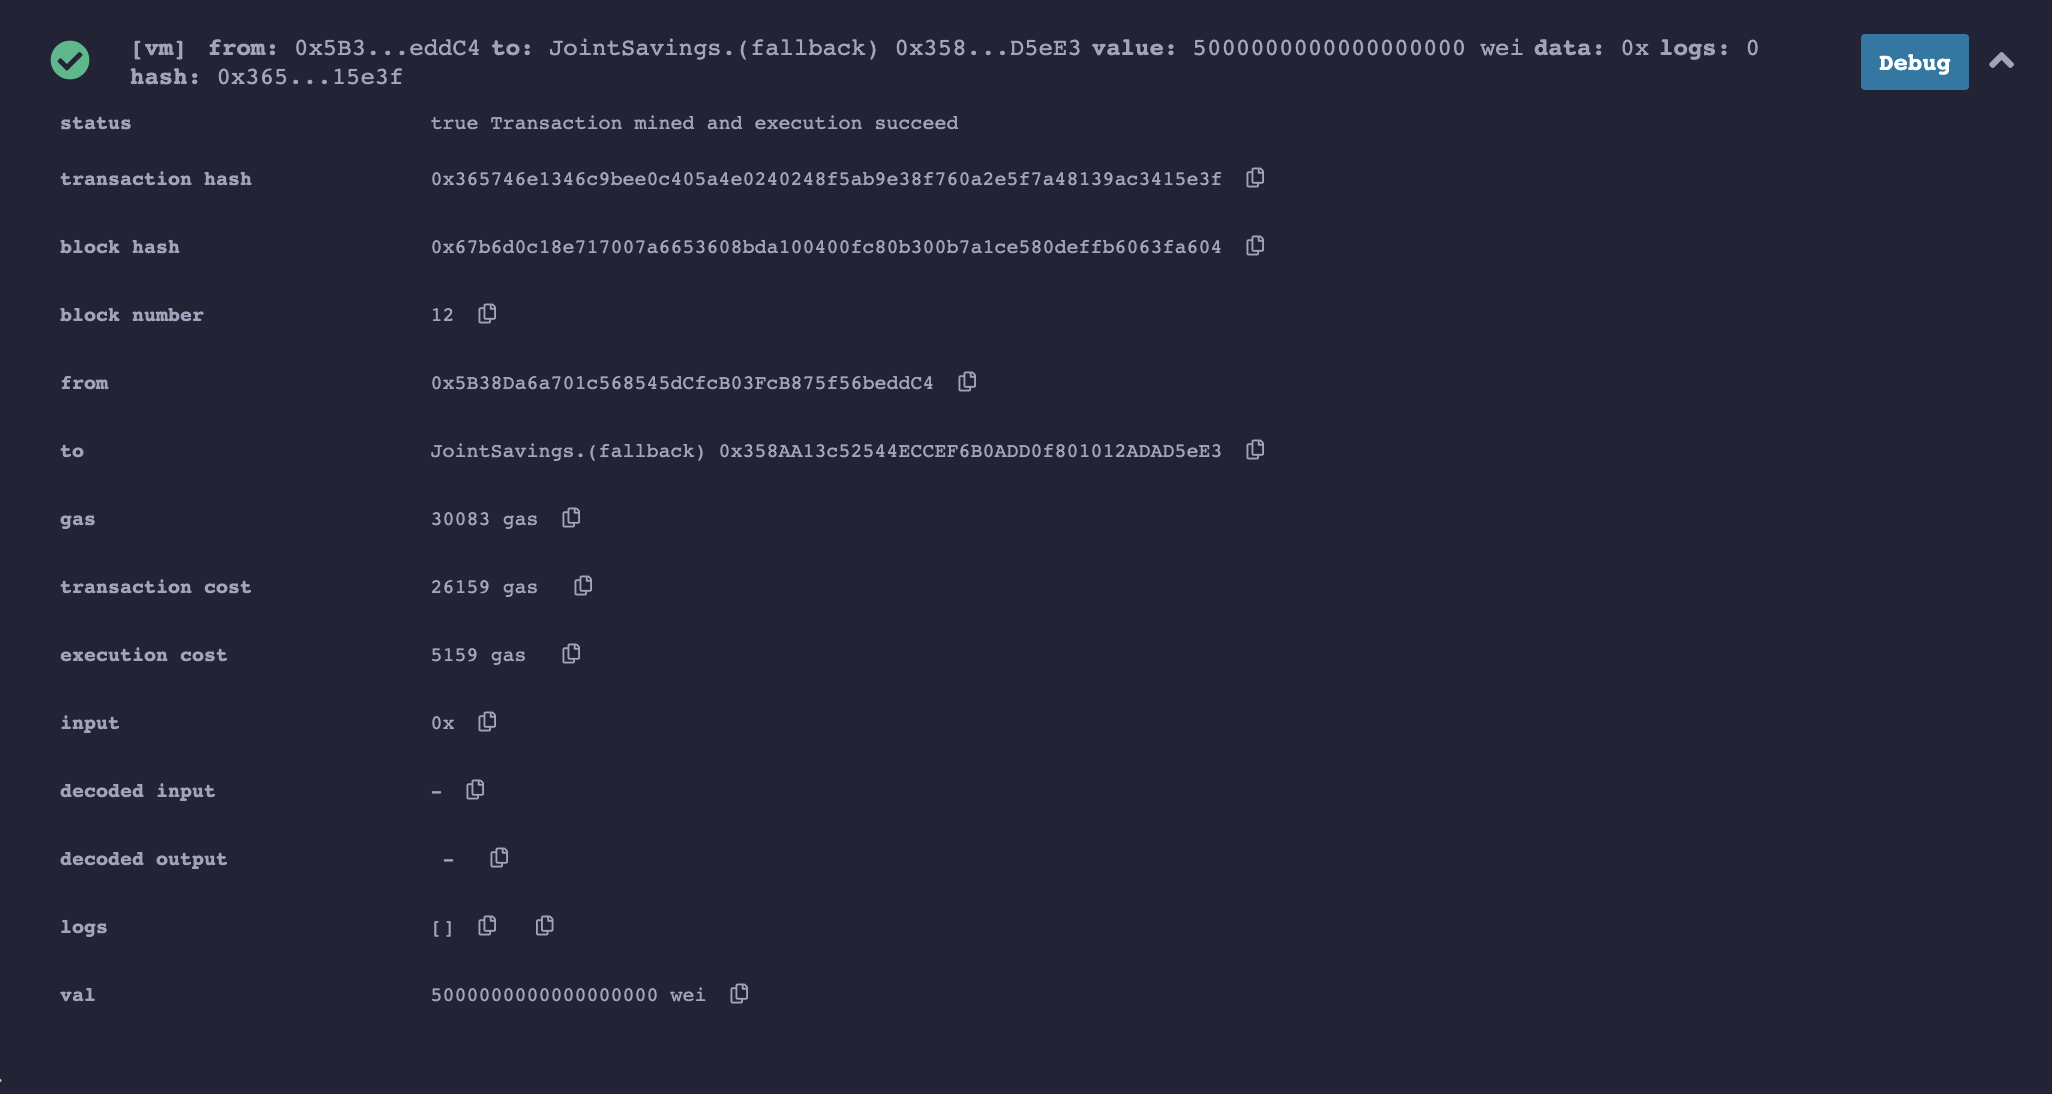 [vm] from: 0x5B3...eddC4 to: JointSavings.(fallback) 0x358...D5eE3 value: 5000000000000000000 wei data: 0x logs: 0
hash: 0x365...15e3f
Debug
status true Transaction mined and execution succeed
transaction hash 0x365746e1346c9bee0c405a4e0240248f5ab9e38f760a2e5f7a48139ac3415e3f
block hash 0x67b6d0c18e717007a6653608bda100400fc80b300b7a1ce580deffb6063fa604
block number 12
from 0x5B38Da6a701c568545dCfcB03FcB875f56beddC4
to JointSavings.(fallback) 0x358AA13c52544ECCEF6B0ADD0f801012ADAD5eE3
gas 30083 gas
transaction cost 26159 gas
execution cost 5159 gas
input 0x
decoded input -
decoded output -
logs []
val 5000000000000000000 wei